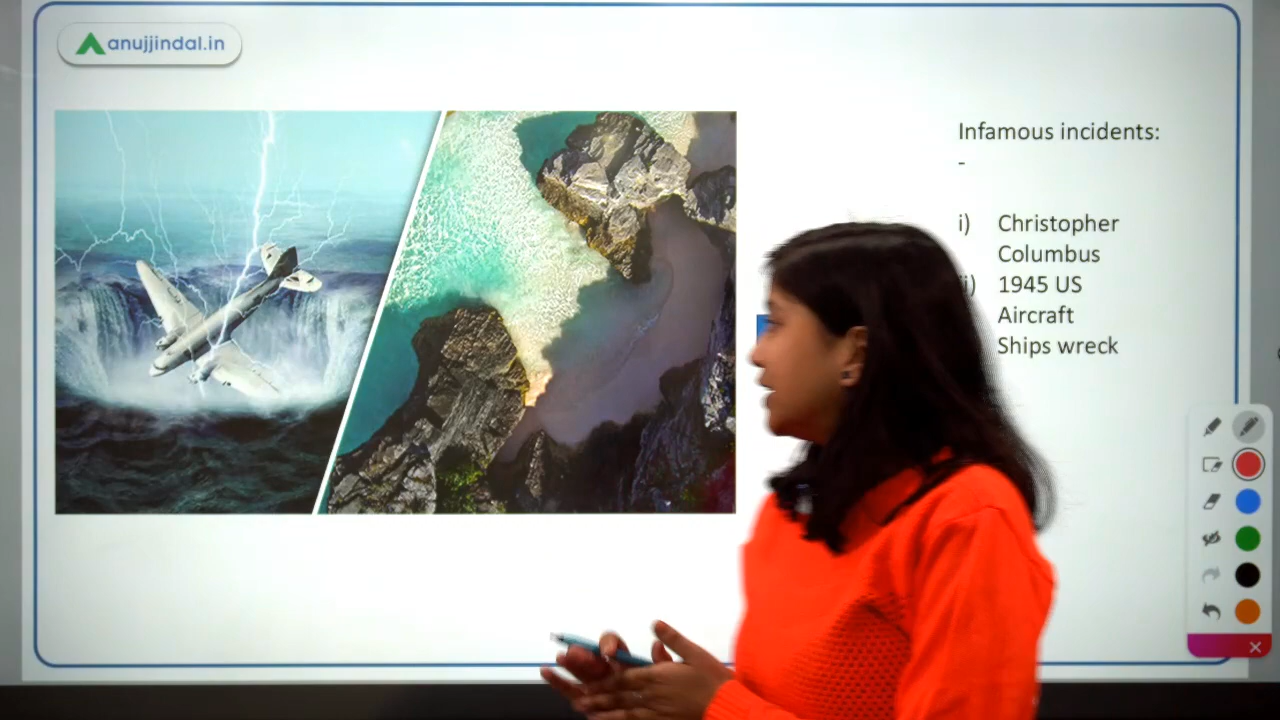 anujjindal.in
Infamous incidents:
-
i) Christopher
Columbus
i) 1945 US
Aircraft
Ships wreck